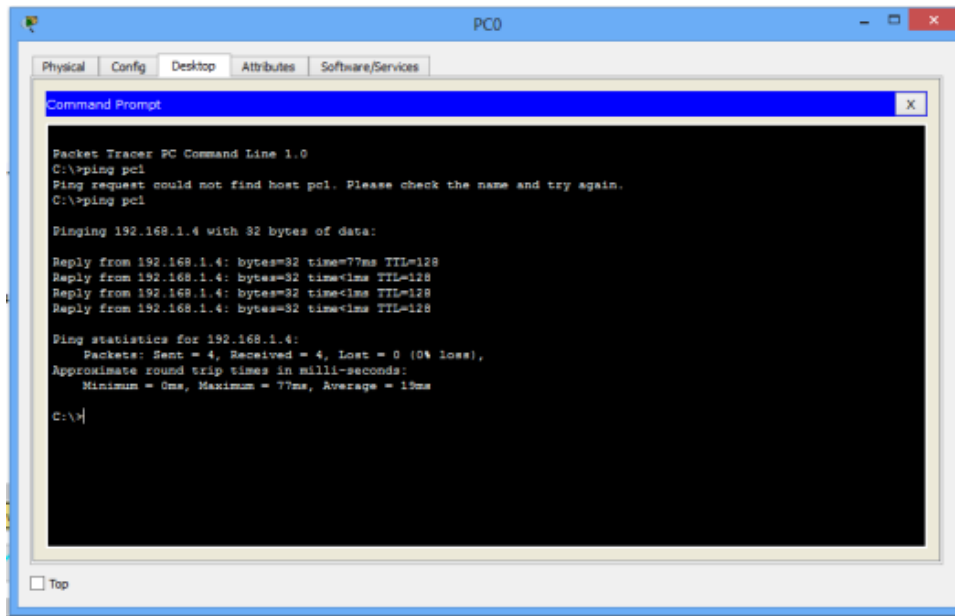 PC0
Physical Config Desktop Attributes Software/Services
Command Prompt X
Packet Tracer PC Command Line 1.0
C:\>ping pc1
Ping request could not find host pc1. Please check the name and try again.
C:\>ping pc1
Pinging 192.168.1.4 with 32 bytes of data:
Reply from 192.168.1.4: bytes=32 time=77ms TTL=128
Reply from 192.168.1.4: bytes=32 time<1ms TTL=128
Reply from 192.168.1.4: bytes=32 time<1ms TTL=128
Reply from 192.168.1.4: bytes=32 time<1ms TTL=128
Ping statistics for 192.168.1.4:
Packets: Sent = 4, Received = 4, Lost = 0 (0% loss),
Approximate round trip times in milli-seconds:
Minimum = 0ms, Maximum = 77ms, Average = 19ms
C:\>
Top